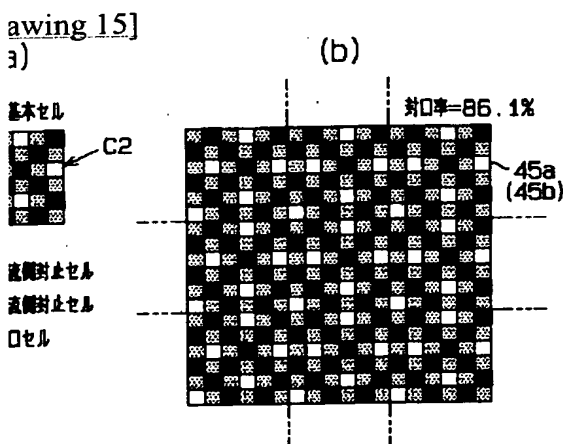 awing 15]
a)
(b)
基本セル
封口率=86.1%
C2
45a
(45b)
流側封止セル
流側封止セル
口セル